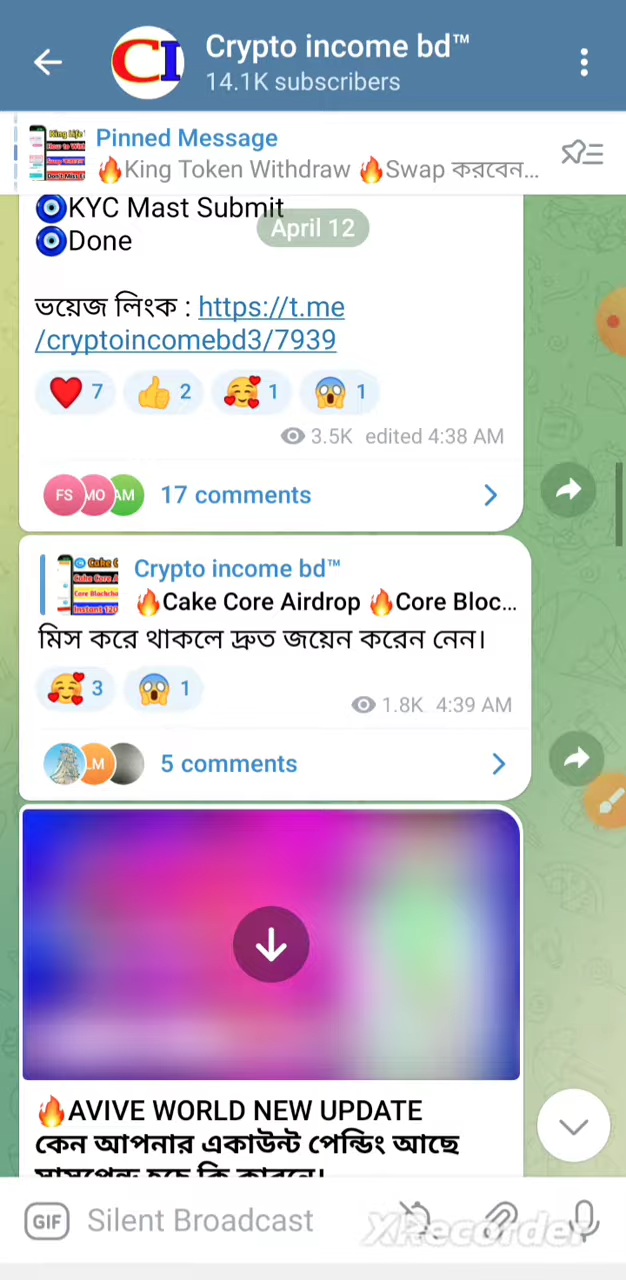 Crypto income bd™
14.1K subscribers
Pinned Message
🔥King Token Withdraw 🔥Swap করবেন...
🧿KYC Mast Submit
April 12
🧿Done
ভয়েজ লিংক : https://t.me
/cryptoincomebd3/7939
❤️ 7 👍 2 🥰 1 😱 1
3.5K edited 4:38 AM
FS MO AM 17 comments
Crypto income bd™
🔥Cake Core Airdrop 🔥Core Bloc...
মিস করে থাকলে দ্রুত জয়েন করেন নেন।
🥰 3 😱 1
1.8K 4:39 AM
LM 5 comments
🔥AVIVE WORLD NEW UPDATE
কেন আপনার একাউন্ট পেন্ডিং আছে
GIF Silent Broadcast
XRecorder